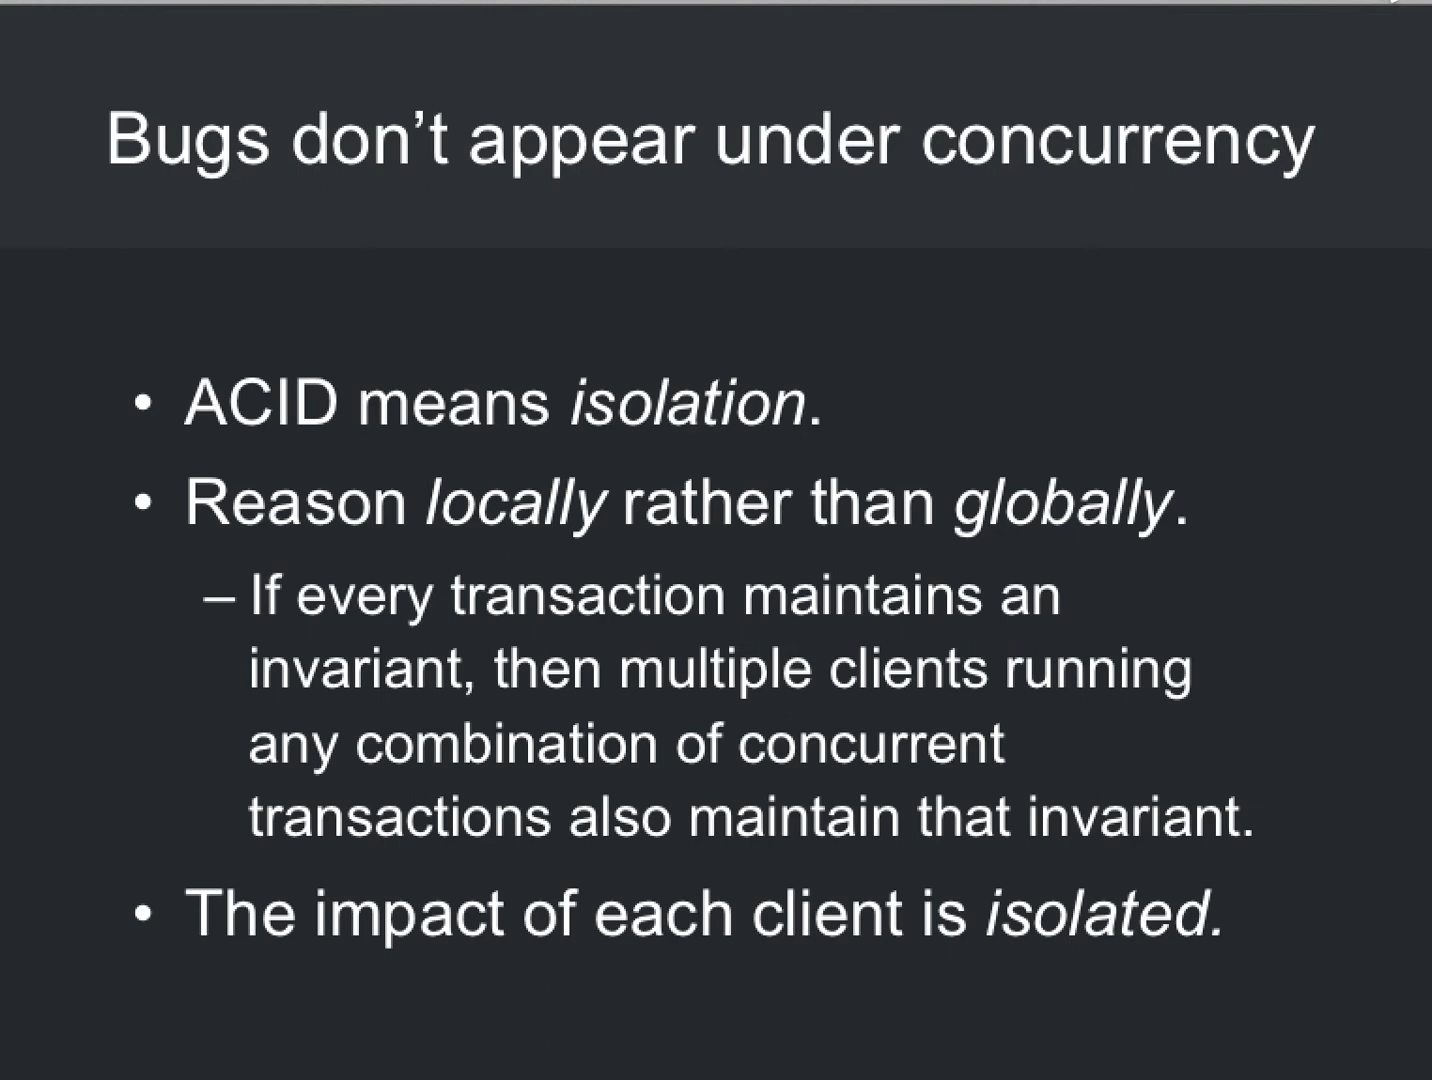 Bugs don’t appear under concurrency
• ACID means isolation.
• Reason locally rather than globally.
– If every transaction maintains an
invariant, then multiple clients running
any combination of concurrent
transactions also maintain that invariant.
• The impact of each client is isolated.